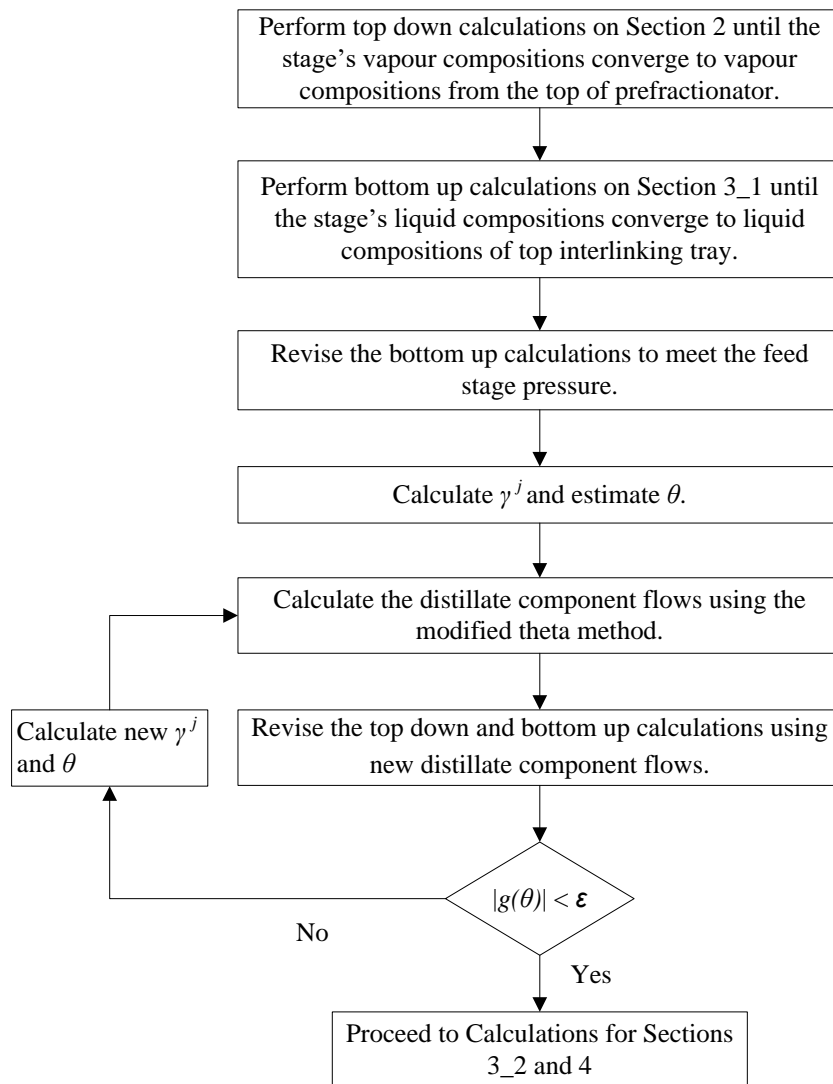 Perform top down calculations on Section 2 until the
stage's vapour compositions converge to vapour
compositions from the top of prefractionator.
Perform bottom up calculations on Section 3_1 until
the stage's liquid compositions converge to liquid
compositions of top interlinking tray.
Revise the bottom up calculations to meet the feed
stage pressure.
Calculate γ^j and estimate θ.
Calculate the distillate component flows using the
modified theta method.
Calculate new γ^j
and θ
Revise the top down and bottom up calculations using
new distillate component flows.
|g(θ)| < ε
No
Yes
Proceed to Calculations for Sections
3_2 and 4